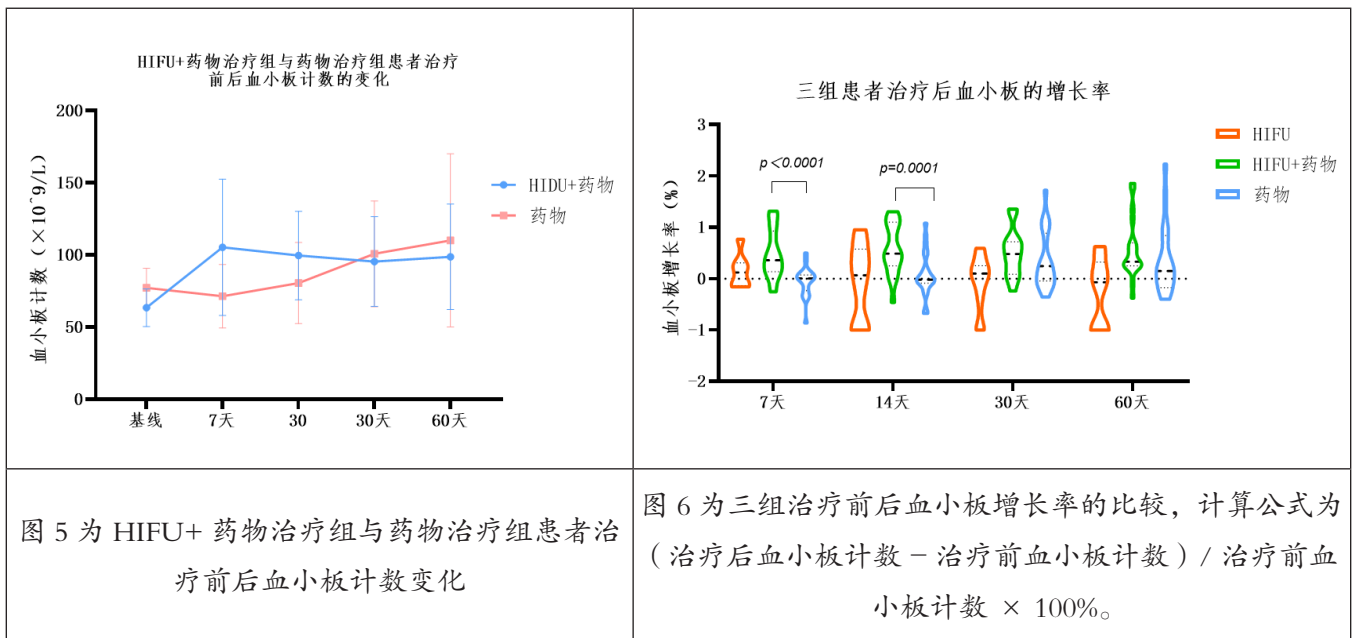 HIFU+药物治疗组与药物治疗组患者治疗
前后血小板计数的变化
血小板计数（×10^9/L）
200
150
100
50
0
基线
7天
30
30天
60天
HIDU+药物
药物
三组患者治疗后血小板的增长率
血小板增长率（%）
3
2
1
0
−1
−2
p＜0.0001
p=0.0001
7天
14天
30天
60天
HIFU
HIFU+药物
药物
图 5 为 HIFU+ 药物治疗组与药物治疗组患者治
疗前后血小板计数变化
图 6 为三组治疗前后血小板增长率的比较，计算公式为
（治疗后血小板计数 − 治疗前血小板计数）/ 治疗前血
小板计数 × 100%。